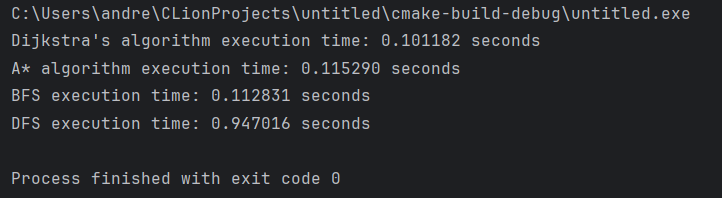 C:\Users\andre\CLionProjects\untitled\cmake-build-debug\untitled.exe
Dijkstra's algorithm execution time: 0.101182 seconds
A* algorithm execution time: 0.115290 seconds
BFS execution time: 0.112831 seconds
DFS execution time: 0.947016 seconds
Process finished with exit code 0